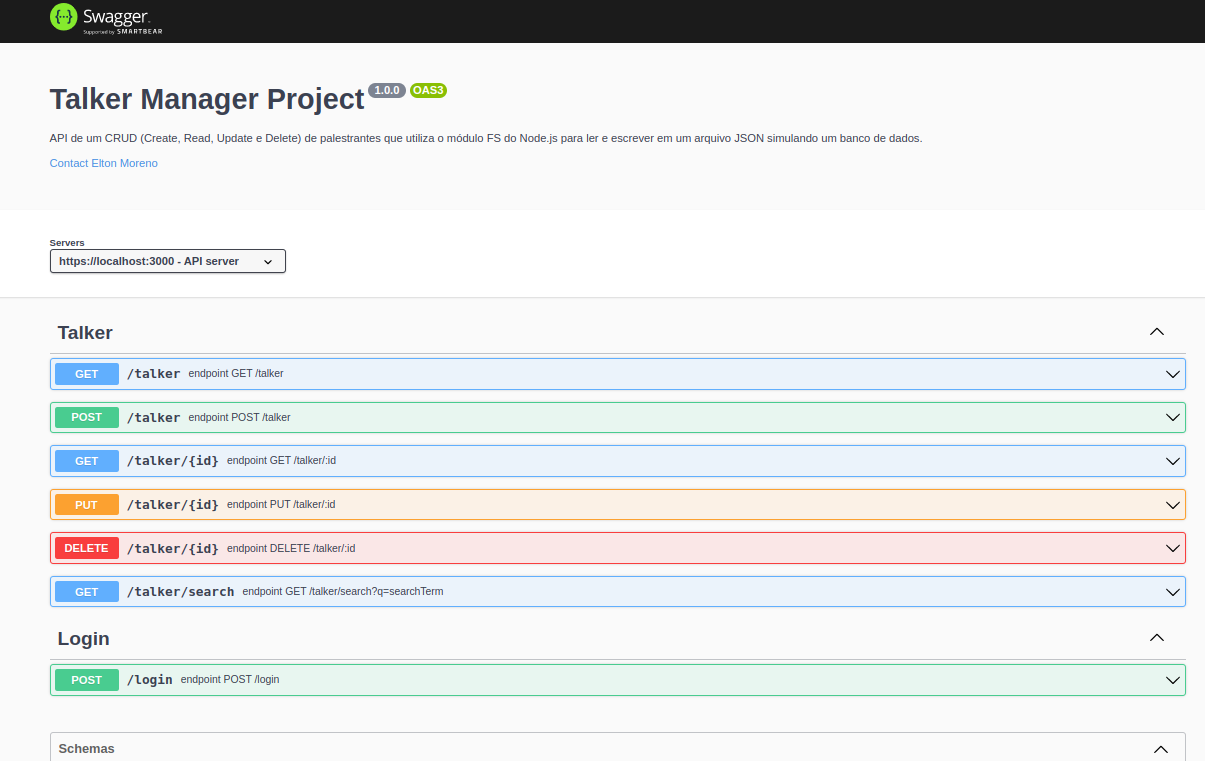 Swagger.
Supported by SMARTBEAR
Talker Manager Project 1.0.0 OAS3
API de um CRUD (Create, Read, Update e Delete) de palestrantes que utiliza o módulo FS do Node.js para ler e escrever em um arquivo JSON simulando um banco de dados.
Contact Elton Moreno
Servers
https://localhost:3000 - API server
Talker
GET /talker endpoint GET /talker
POST /talker endpoint POST /talker
GET /talker/{id} endpoint GET /talker/:id
PUT /talker/{id} endpoint PUT /talker/:id
DELETE /talker/{id} endpoint DELETE /talker/:id
GET /talker/search endpoint GET /talker/search?q=searchTerm
Login
POST /login endpoint POST /login
Schemas